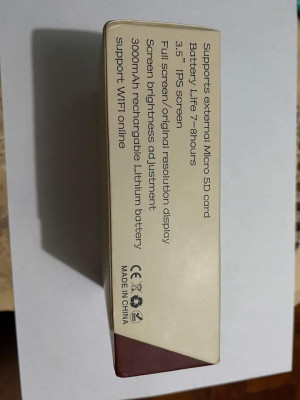 Supports external Micro SD card
Battery Life 7-8hours
3.5" IPS screen
Full screen/original resolution display
Screen brightness adjustment
3000mAh rechargable Lithium battery
support WIFI online
CE
MADE IN CHINA